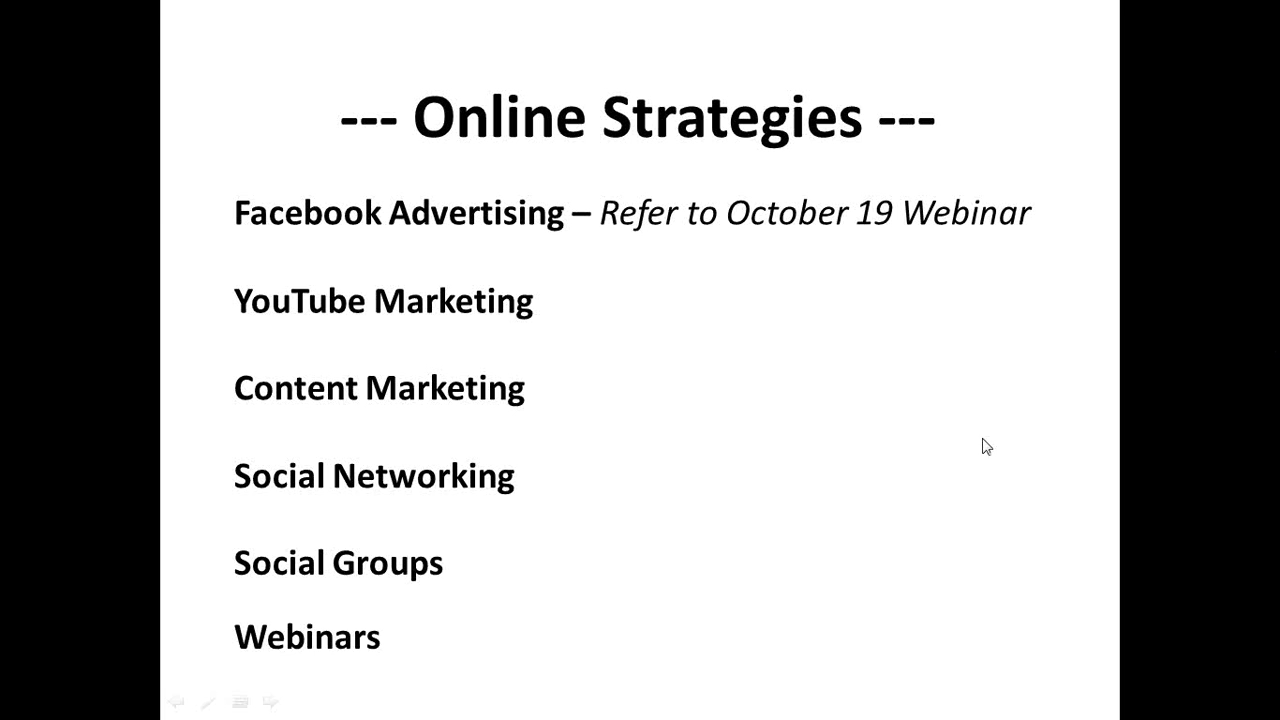 --- Online Strategies ---
Facebook Advertising – Refer to October 19 Webinar
YouTube Marketing
Content Marketing
Social Networking
Social Groups
Webinars